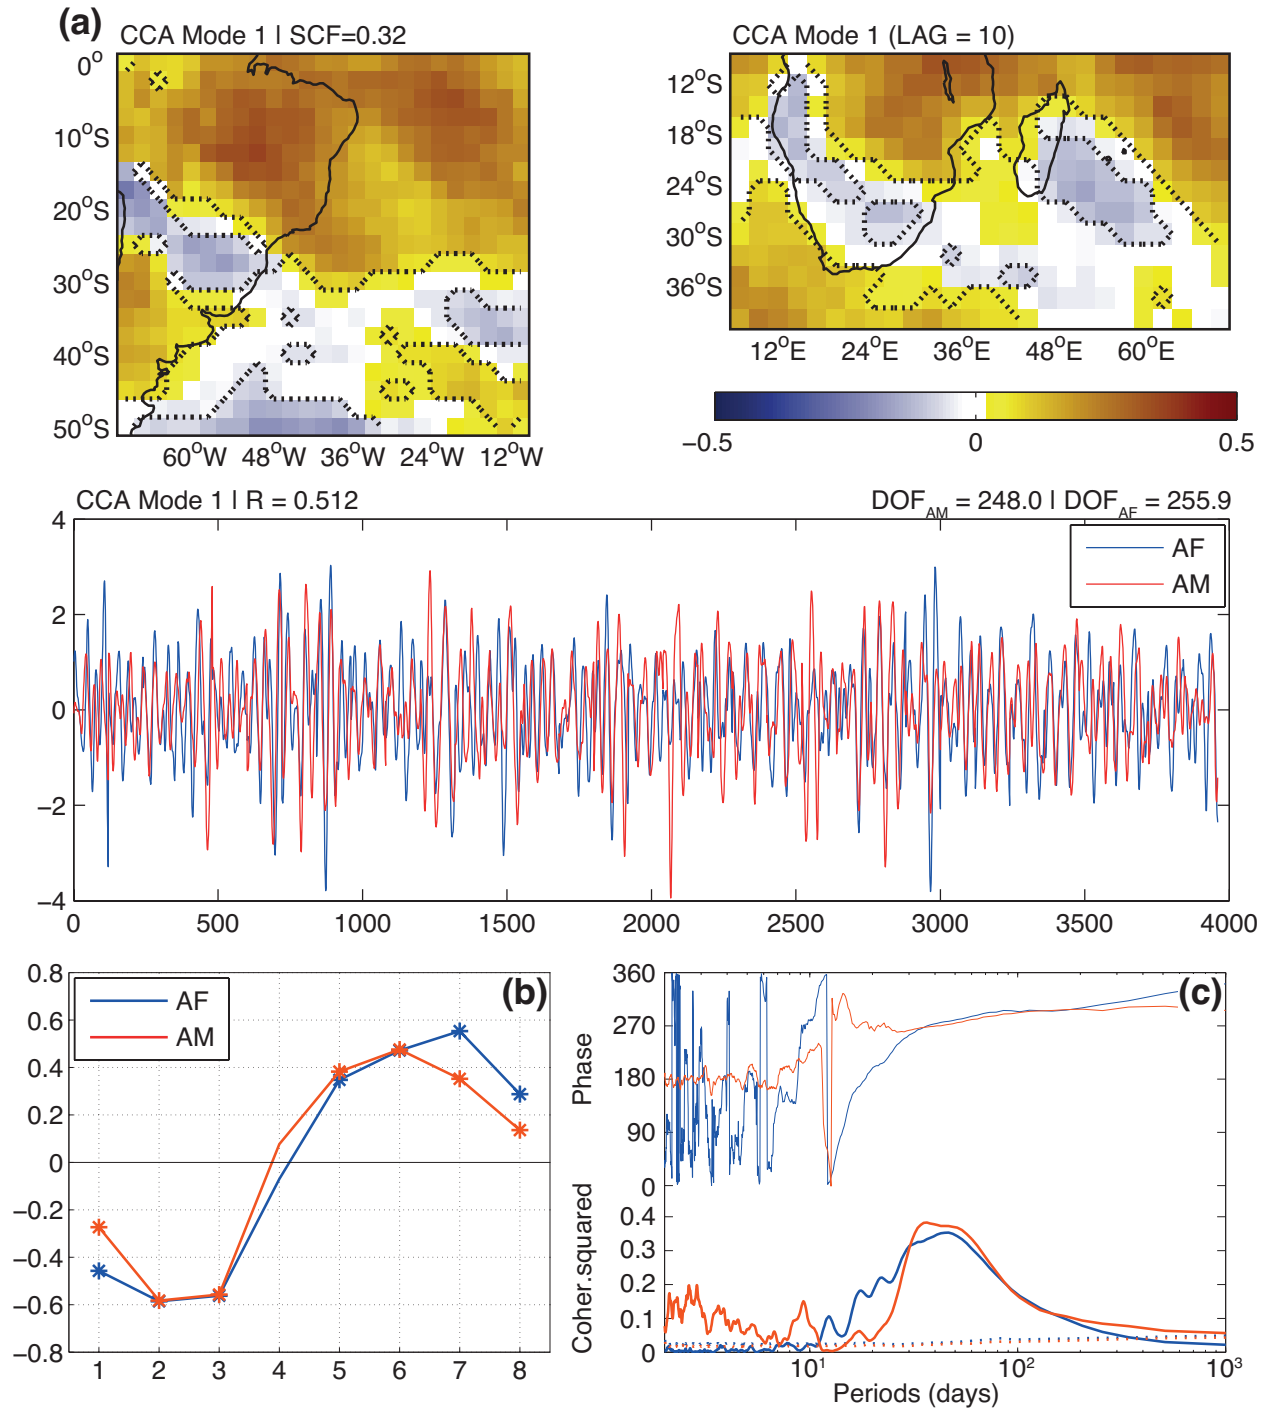 (a)
CCA Mode 1 | SCF=0.32
CCA Mode 1 (LAG = 10)
0°
10°S
20°S
30°S
40°S
50°S
60°W 48°W 36°W 24°W 12°W
12°S
18°S
24°S
30°S
36°S
12°E 24°E 36°E 48°E 60°E
−0.5 0 0.5
CCA Mode 1 | R = 0.512
DOF_AM = 248.0 | DOF_AF = 255.9
4
2
0
−2
−4
AF
AM
0 500 1000 1500 2000 2500 3000 3500 4000
(b)
AF
AM
0.8
0.6
0.4
0.2
0
−0.2
−0.4
−0.6
−0.8
1 2 3 4 5 6 7 8
(c)
Phase
360
270
180
90
0
Coher.squared
0.4
0.3
0.2
0.1
0
10¹ 10² 10³
Periods (days)